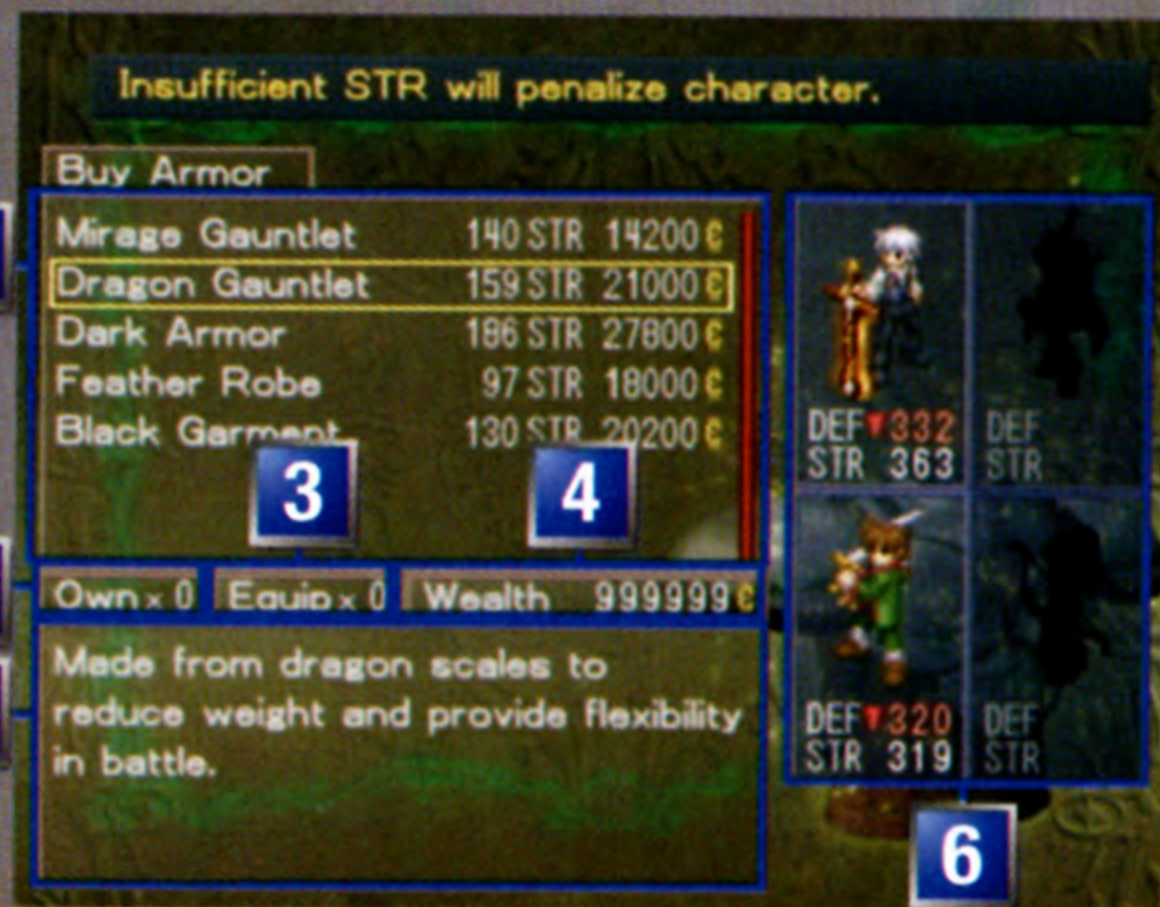 Insufficient STR will penalize character.
Buy Armor
Mirage Gauntlet 140 STR 14200 €
Dragon Gauntlet 159 STR 21000 €
Dark Armor 186 STR 27800 €
Feather Robe 97 STR 18000 €
Black Garment 130 STR 20200 €
3 4
Own x 0 Equip x 0 Wealth 999999 €
Made from dragon scales to
reduce weight and provide flexibility
in battle.
DEF▼332 DEF
STR 363 STR
DEF▼320 DEF
STR 319 STR
6